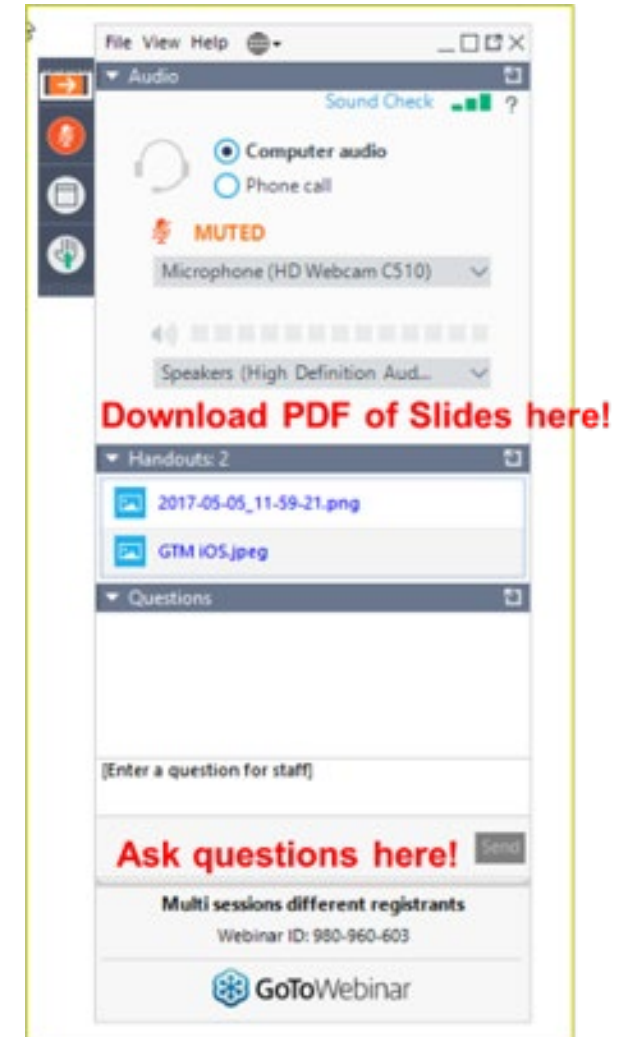 File View Help
Audio
Sound Check ?
Computer audio
Phone call
MUTED
Microphone (HD Webcam C510)
Speakers (High Definition Aud...
Download PDF of Slides here!
Handouts: 2
2017-05-05_11-59-21.png
GTM iOS.jpeg
Questions
[Enter a question for staff]
Ask questions here! Send
Multi sessions different registrants
Webinar ID: 980-960-603
GoToWebinar